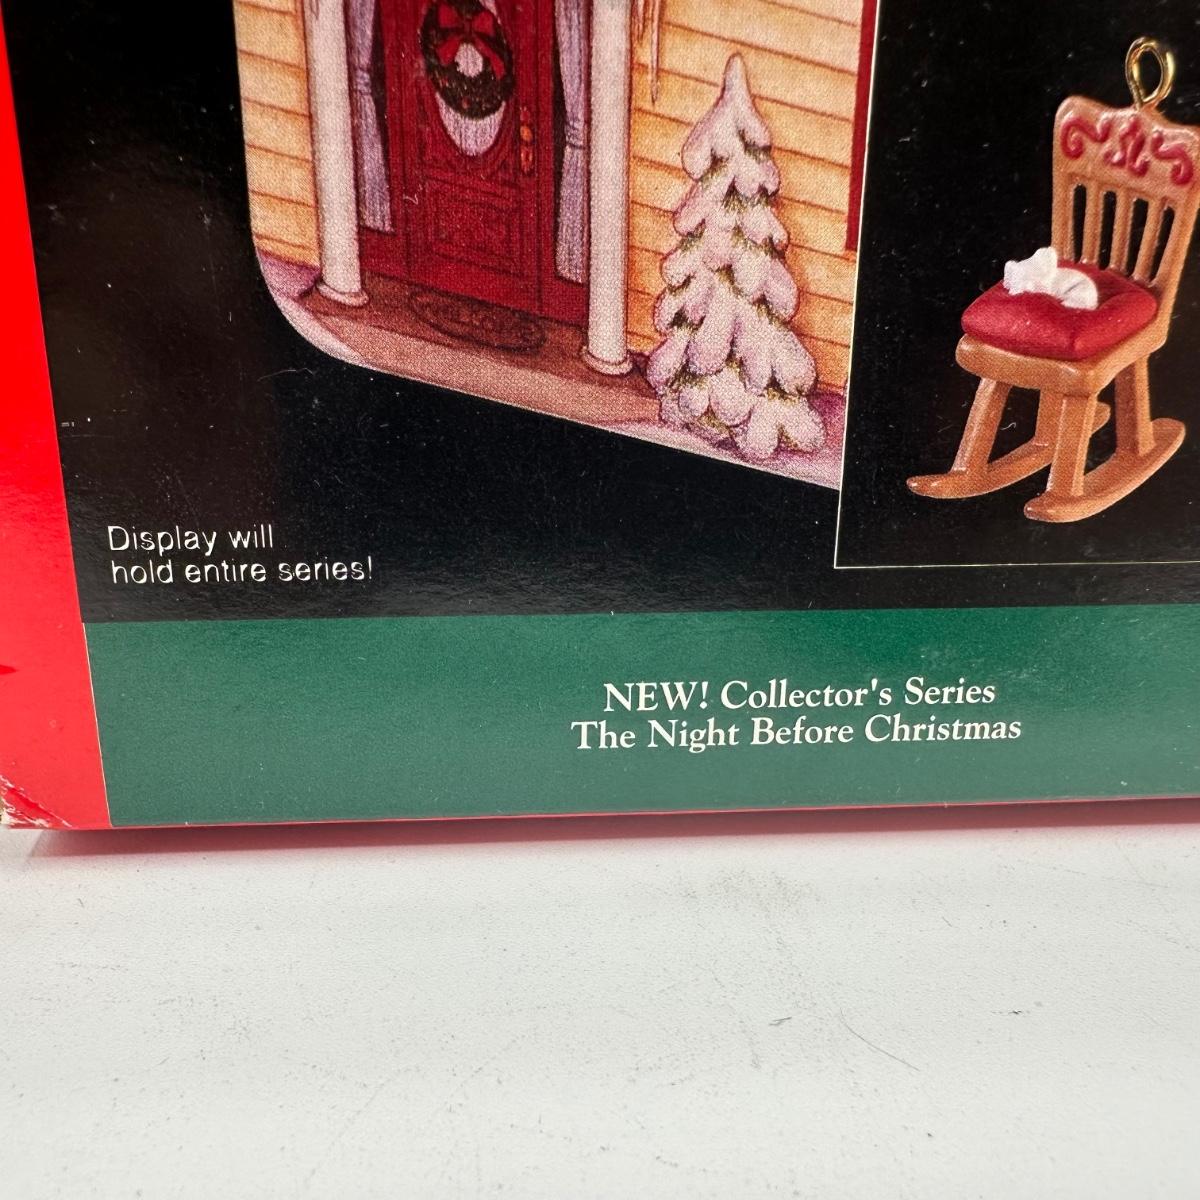 Display will
hold entire series!
NEW! Collector's Series
The Night Before Christmas